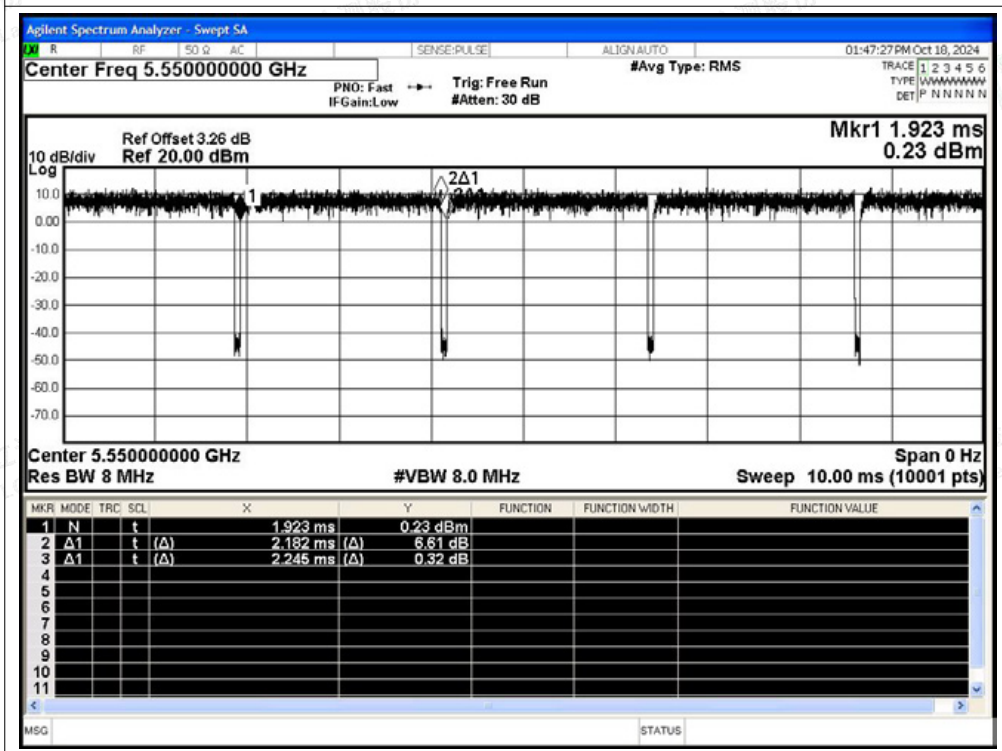 Agilent Spectrum Analyzer - Swept SA
R RF 50 Ω AC SENSE:PULSE ALIGN AUTO 01:47:27 PM Oct 18, 2024
Center Freq 5.550000000 GHz #Avg Type: RMS TRACE 1 2 3 4 5 6
PNO: Fast Trig: Free Run TYPE WWWWWW
IFGain:Low #Atten: 30 dB DET P N N N N N
Mkr1 1.923 ms
Ref Offset 3.26 dB
10 dB/div Ref 20.00 dBm 0.23 dBm
Log
2Δ1
10.0
1
0.00
-10.0
-20.0
-30.0
-40.0
-50.0
-60.0
-70.0
Center 5.550000000 GHz Span 0 Hz
Res BW 8 MHz #VBW 8.0 MHz Sweep 10.00 ms (10001 pts)
MKR MODE TRC SCL X Y FUNCTION FUNCTION WIDTH FUNCTION VALUE
1 N t 1.923 ms 0.23 dBm
2 Δ1 t (Δ) 2.182 ms (Δ) 6.61 dB
3 Δ1 t (Δ) 2.245 ms (Δ) 0.32 dB
4
5
6
7
8
9
10
11
MSG STATUS